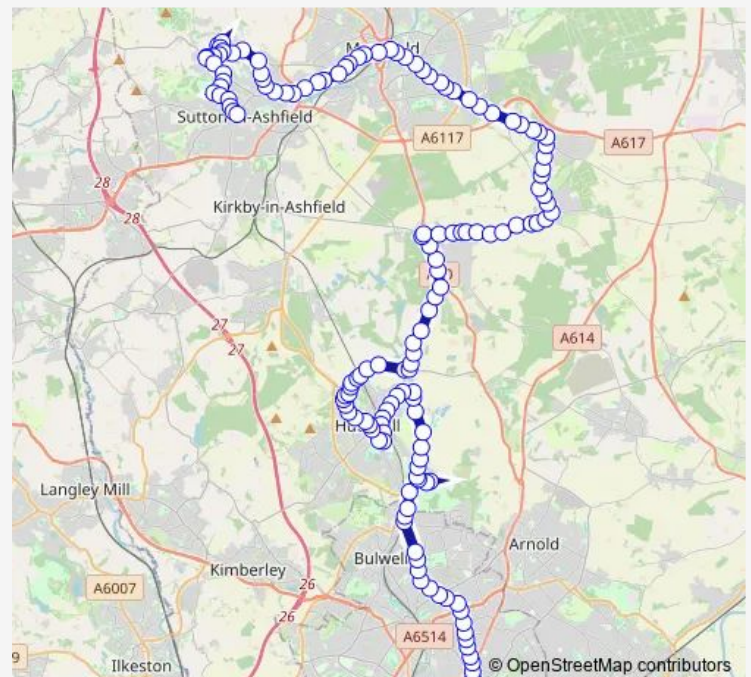 Sutton-in-Ashfield
A6117
A617
28
28
Kirkby-in-Ashfield
27
27
A614
Langley Mill
Bulwell
Arnold
Kimberley
26
26
A6007
A6514
9
Ilkeston
© OpenStreetMap contributors